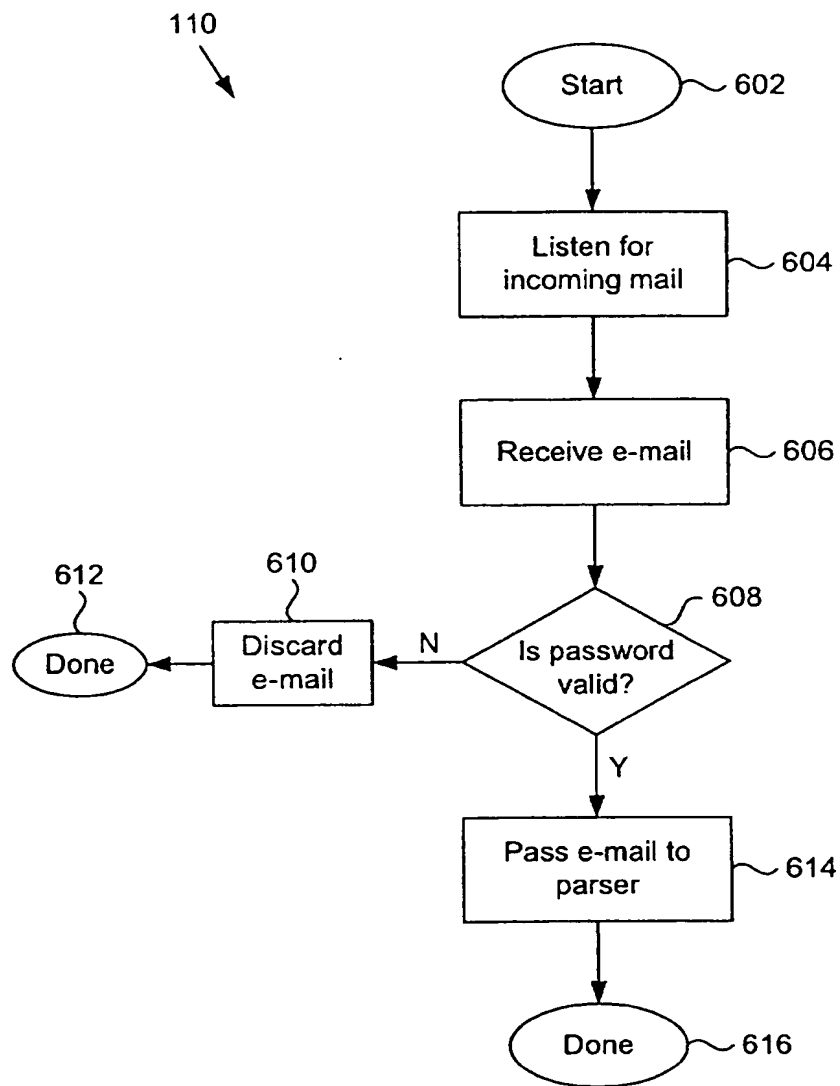 110
Start
602
Listen for
incoming mail
604
Receive e-mail
606
608
Is password
valid?
N
610
Discard
e-mail
612
Done
Y
Pass e-mail to
parser
614
Done
616